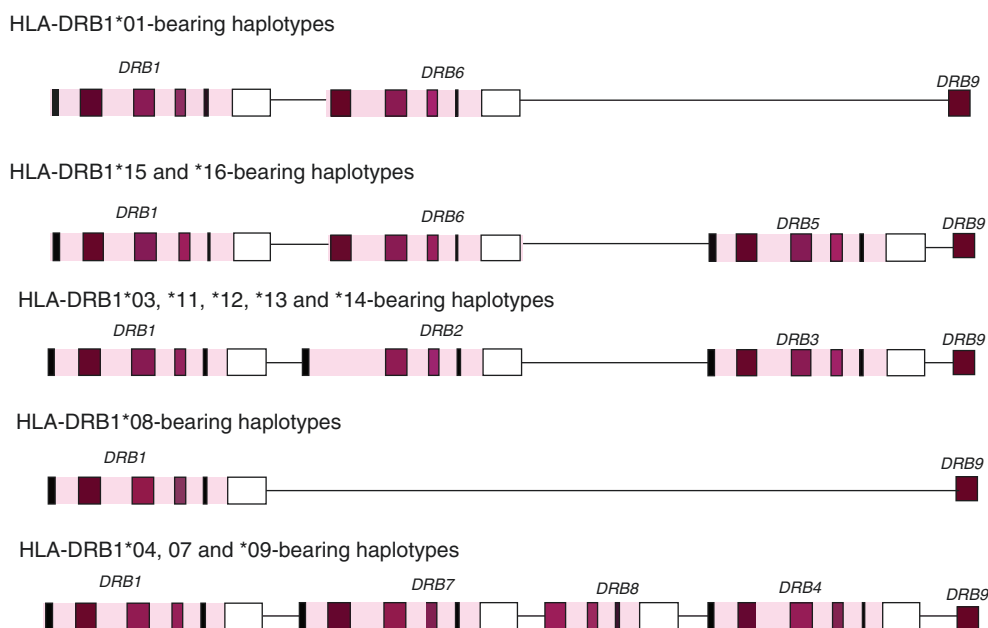 HLA-DRB1*01-bearing haplotypes
DRB1 DRB6 DRB9
HLA-DRB1*15 and *16-bearing haplotypes
DRB1 DRB6 DRB5 DRB9
HLA-DRB1*03, *11, *12, *13 and *14-bearing haplotypes
DRB1 DRB2 DRB3 DRB9
HLA-DRB1*08-bearing haplotypes
DRB1 DRB9
HLA-DRB1*04, 07 and *09-bearing haplotypes
DRB1 DRB7 DRB8 DRB4 DRB9